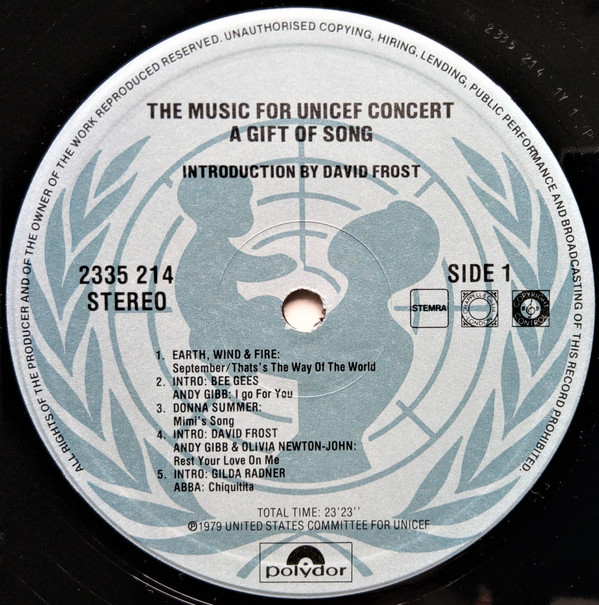 ALL RIGHTS OF THE PRODUCER AND OF THE OWNER OF THE WORK REPRODUCED RESERVED. UNAUTHORISED COPYING, HIRING, LENDING, PUBLIC PERFORMANCE AND BROADCASTING OF THIS RECORD PROHIBITED.
2335 214
THE MUSIC FOR UNICEF CONCERT
A GIFT OF SONG
INTRODUCTION BY DAVID FROST
2335 214
STEREO
SIDE 1
STEMRA
COPYRIGHT
CONTROL
1. EARTH, WIND & FIRE:
September/Thats's The Way Of The World
2. INTRO: BEE GEES
ANDY GIBB: I go For You
3. DONNA SUMMER:
Mimi's Song
4. INTRO: DAVID FROST
ANDY GIBB & OLIVIA NEWTON-JOHN:
Rest Your Love On Me
5. INTRO: GILDA RADNER
ABBA: Chiquitita
TOTAL TIME: 23'23''
℗1979 UNITED STATES COMMITTEE FOR UNICEF
polydor